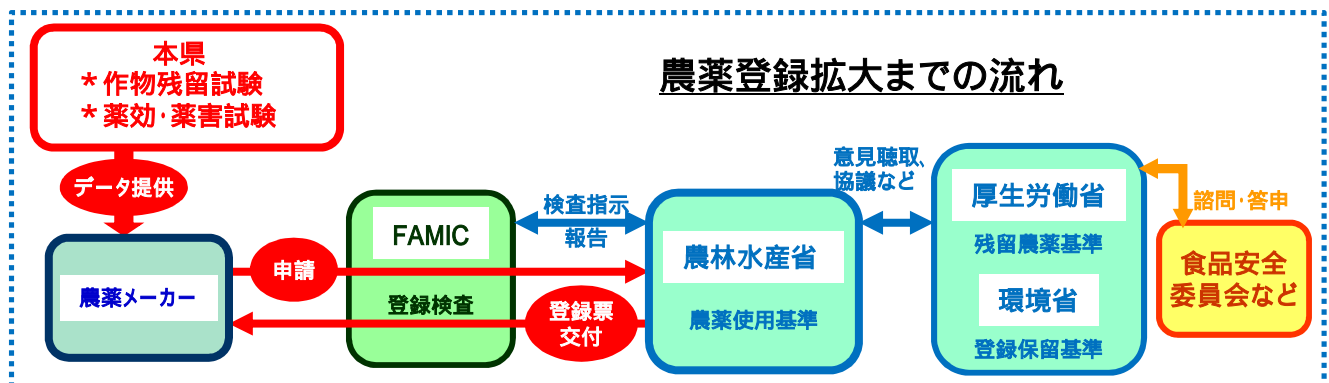 農薬登録拡大までの流れ
本県
＊作物残留試験
＊薬効・薬害試験
データ提供
農薬メーカー
申請
FAMIC
登録検査
検査指示
報告
登録票
交付
農林水産省
農薬使用基準
意見聴取、
協議など
厚生労働省
残留農薬基準
環境省
登録保留基準
諮問・答申
食品安全
委員会など